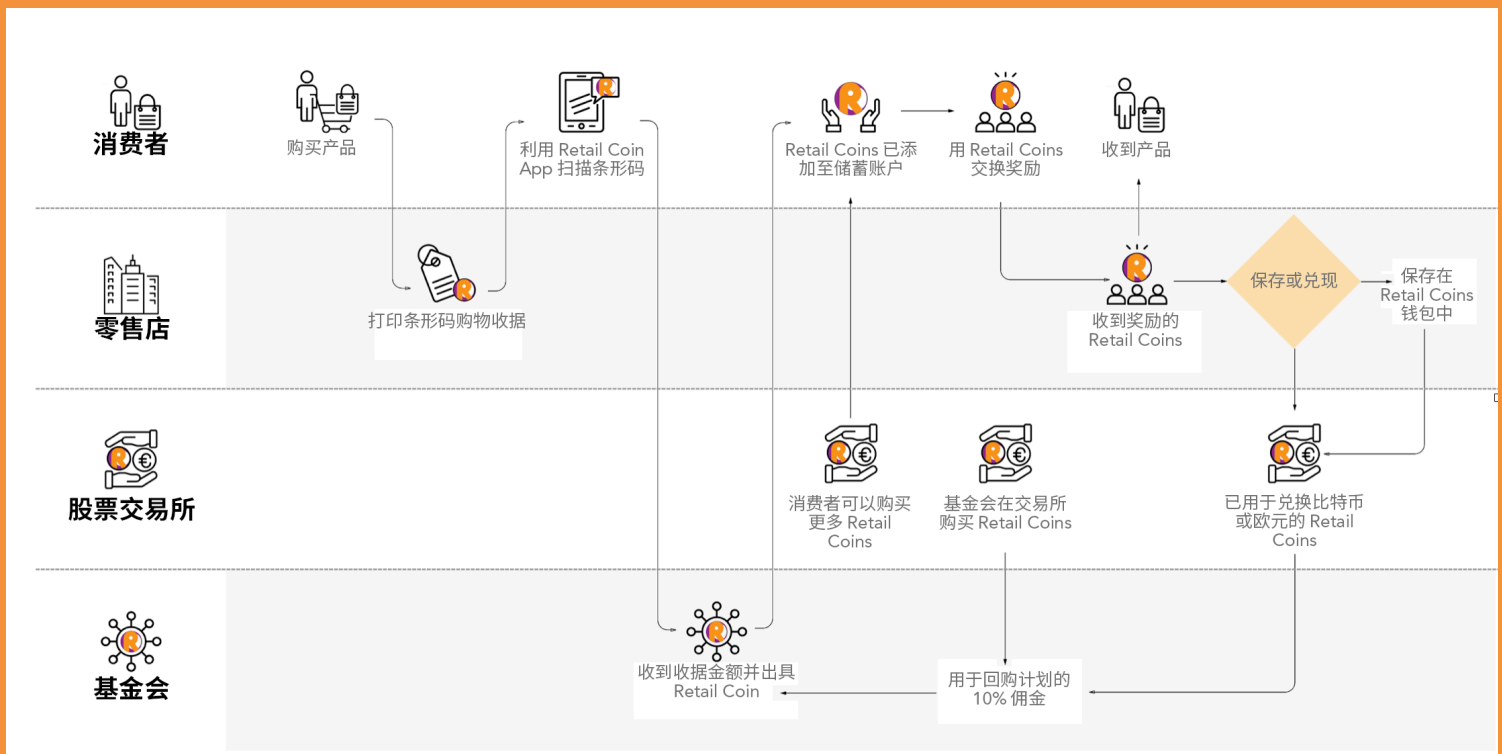 消费者
购买产品
利用 Retail Coin
App 扫描条形码
Retail Coins 已添
加至储蓄账户
用 Retail Coins
交换奖励
收到产品
零售店
打印条形码购物收据
收到奖励的
Retail Coins
保存或兑现
保存在
Retail Coins
钱包中
股票交易所
消费者可以购买
更多 Retail
Coins
基金会在交易所
购买 Retail Coins
已用于兑换比特币
或欧元的 Retail
Coins
基金会
收到收据金额并出具
Retail Coin
用于回购计划的
10% 佣金